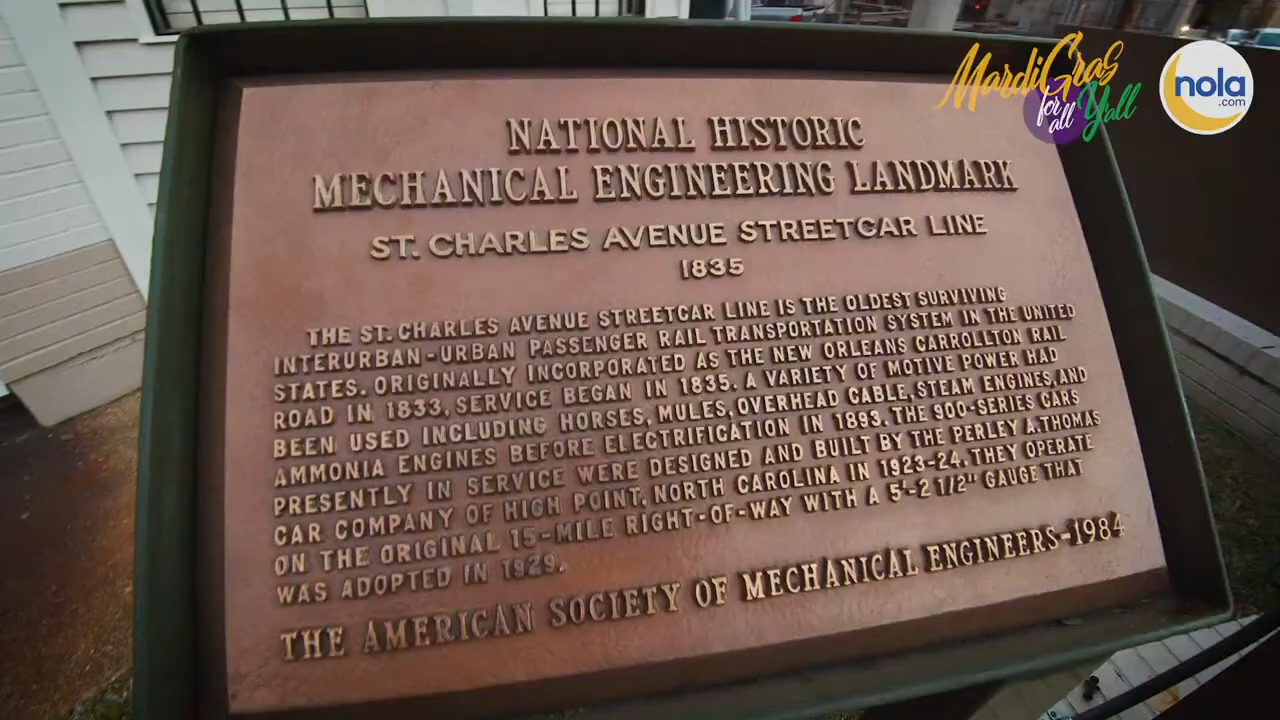 Mardi Gras
for all Yall
nola
.com
NATIONAL HISTORIC
MECHANICAL ENGINEERING LANDMARK
ST. CHARLES AVENUE STREETCAR LINE
1835
THE ST. CHARLES AVENUE STREETCAR LINE IS THE OLDEST SURVIVING
INTERURBAN-URBAN PASSENGER RAIL TRANSPORTATION SYSTEM IN THE UNITED
STATES. ORIGINALLY INCORPORATED AS THE NEW ORLEANS CARROLLTON RAIL
ROAD IN 1833, SERVICE BEGAN IN 1835. A VARIETY OF MOTIVE POWER HAD
BEEN USED INCLUDING HORSES, MULES, OVERHEAD CABLE, STEAM ENGINES, AND
AMMONIA ENGINES BEFORE ELECTRIFICATION IN 1893. THE 900-SERIES CARS
PRESENTLY IN SERVICE WERE DESIGNED AND BUILT BY THE PERLEY A. THOMAS
CAR COMPANY OF HIGH POINT, NORTH CAROLINA IN 1923-24. THEY OPERATE
ON THE ORIGINAL 15-MILE RIGHT-OF-WAY WITH A 5'-2 1/2" GAUGE THAT
WAS ADOPTED IN 1929.
THE AMERICAN SOCIETY OF MECHANICAL ENGINEERS-1984